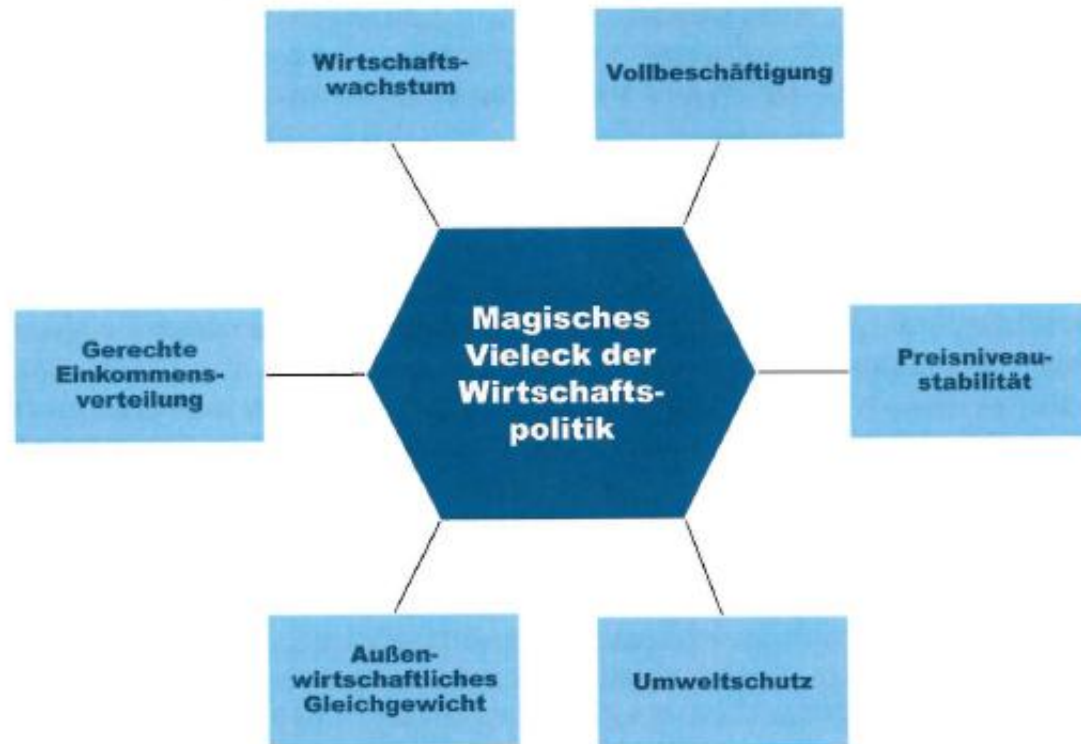 Wirtschafts-
wachstum
Vollbeschäftigung
Magisches
Vieleck der
Wirtschafts-
politik
Gerechte
Einkommens-
verteilung
Preisniveau-
stabilität
Außen-
wirtschaftliches
Gleichgewicht
Umweltschutz